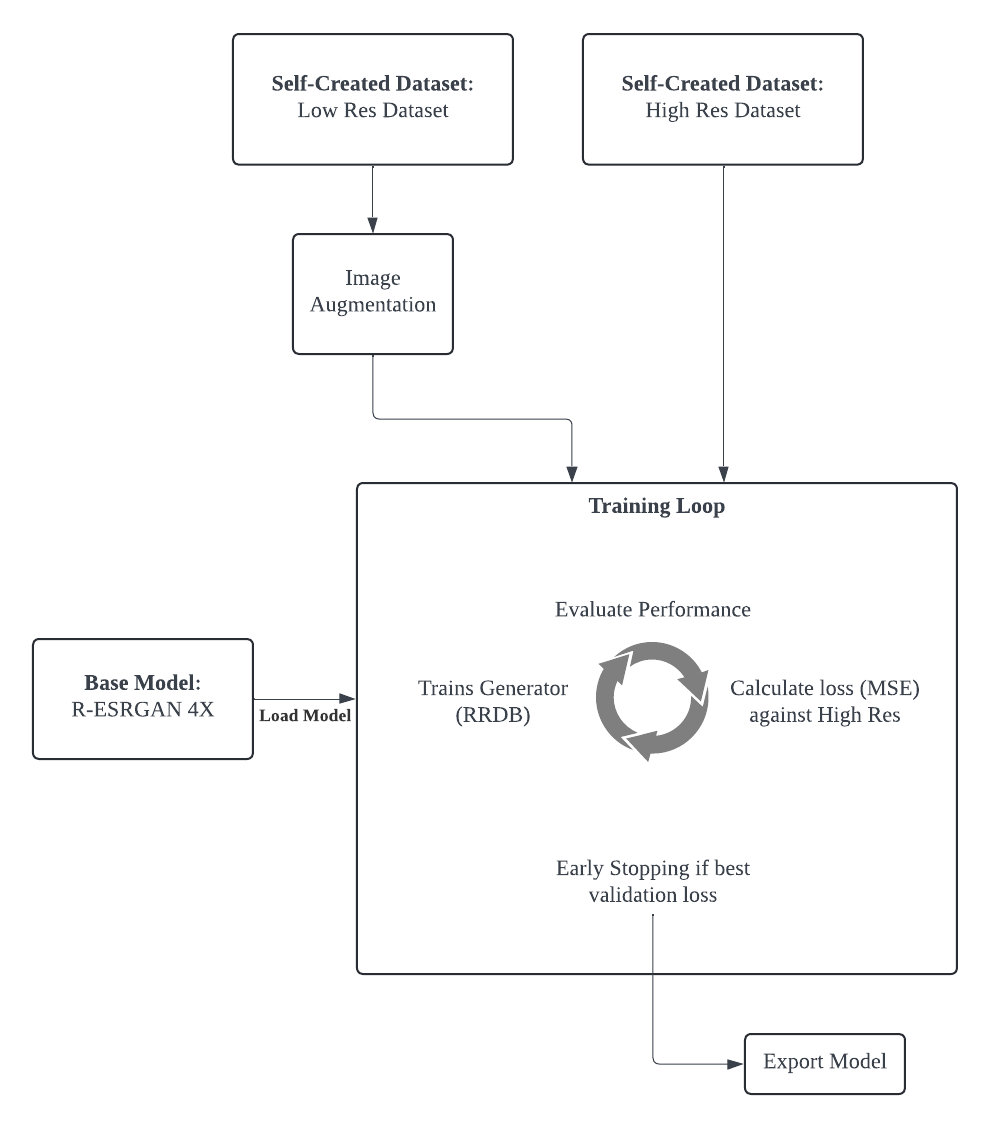 Self-Created Dataset:
Low Res Dataset
Self-Created Dataset:
High Res Dataset
Image
Augmentation
Training Loop
Evaluate Performance
Base Model:
R-ESRGAN 4X
Load Model
Trains Generator
(RRDB)
Calculate loss (MSE)
against High Res
Early Stopping if best
validation loss
Export Model